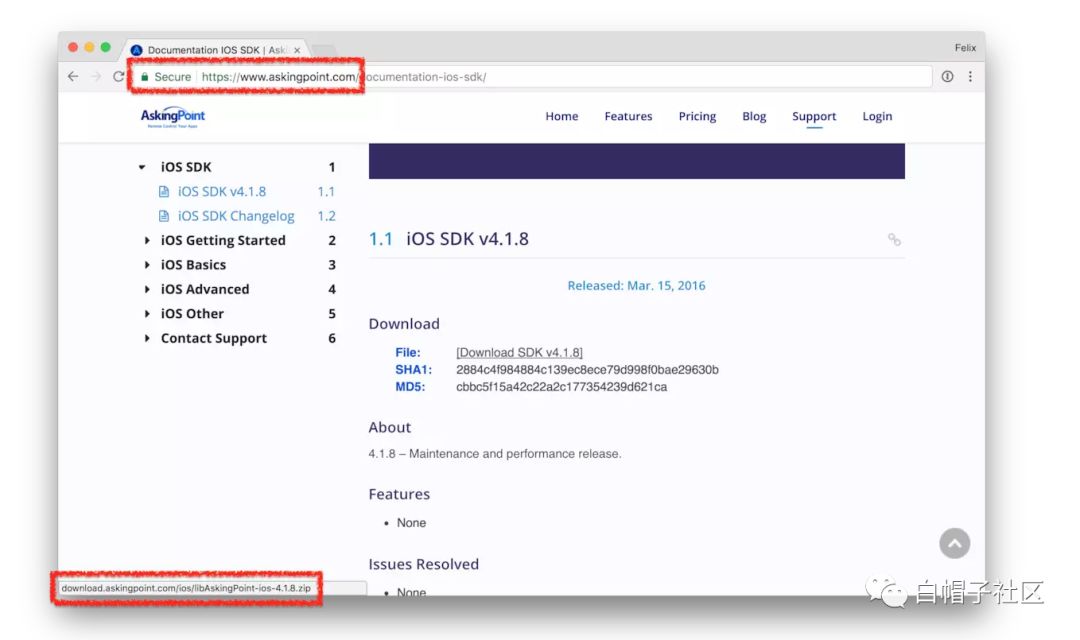 Documentation IOS SDK | Aski
Felix
Secure https://www.askingpoint.com/documentation-ios-sdk/
AskingPoint
Home Features Pricing Blog Support Login
iOS SDK 1
iOS SDK v4.1.8 1.1
iOS SDK Changelog 1.2
iOS Getting Started 2
iOS Basics 3
iOS Advanced 4
iOS Other 5
Contact Support 6
1.1 iOS SDK v4.1.8
Released: Mar. 15, 2016
Download
File: [Download SDK v4.1.8]
SHA1: 2884c4f984884c139ec8ece79d998f0bae29630b
MD5: cbbc5f15a42c22a2c177354239d621ca
About
4.1.8 – Maintenance and performance release.
Features
• None
Issues Resolved
• None
download.askingpoint.com/ios/libAskingPoint-ios-4.1.8.zip
白帽子社区